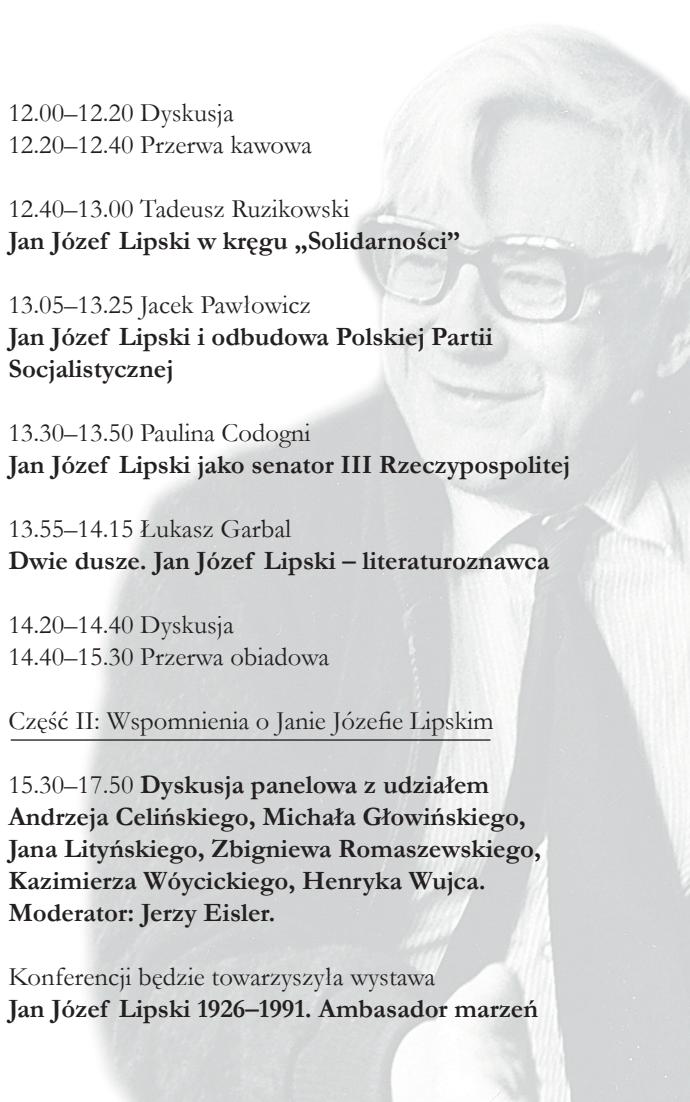 12.00–12.20 Dyskusja
12.20–12.40 Przerwa kawowa
12.40–13.00 Tadeusz Ruzikowski
Jan Józef Lipski w kręgu „Solidarności”
13.05–13.25 Jacek Pawłowicz
Jan Józef Lipski i odbudowa Polskiej Partii
Socjalistycznej
13.30–13.50 Paulina Codogni
Jan Józef Lipski jako senator III Rzeczypospolitej
13.55–14.15 Łukasz Garbal
Dwie dusze. Jan Józef Lipski – literaturoznawca
14.20–14.40 Dyskusja
14.40–15.30 Przerwa obiadowa
Część II: Wspomnienia o Janie Józefie Lipskim
15.30–17.50 Dyskusja panelowa z udziałem
Andrzeja Celińskiego, Michała Głowińskiego,
Jana Lityńskiego, Zbigniewa Romaszewskiego,
Kazimierza Wóycickiego, Henryka Wujca.
Moderator: Jerzy Eisler.
Konferencji będzie towarzyszyła wystawa
Jan Józef Lipski 1926–1991. Ambasador marzeń